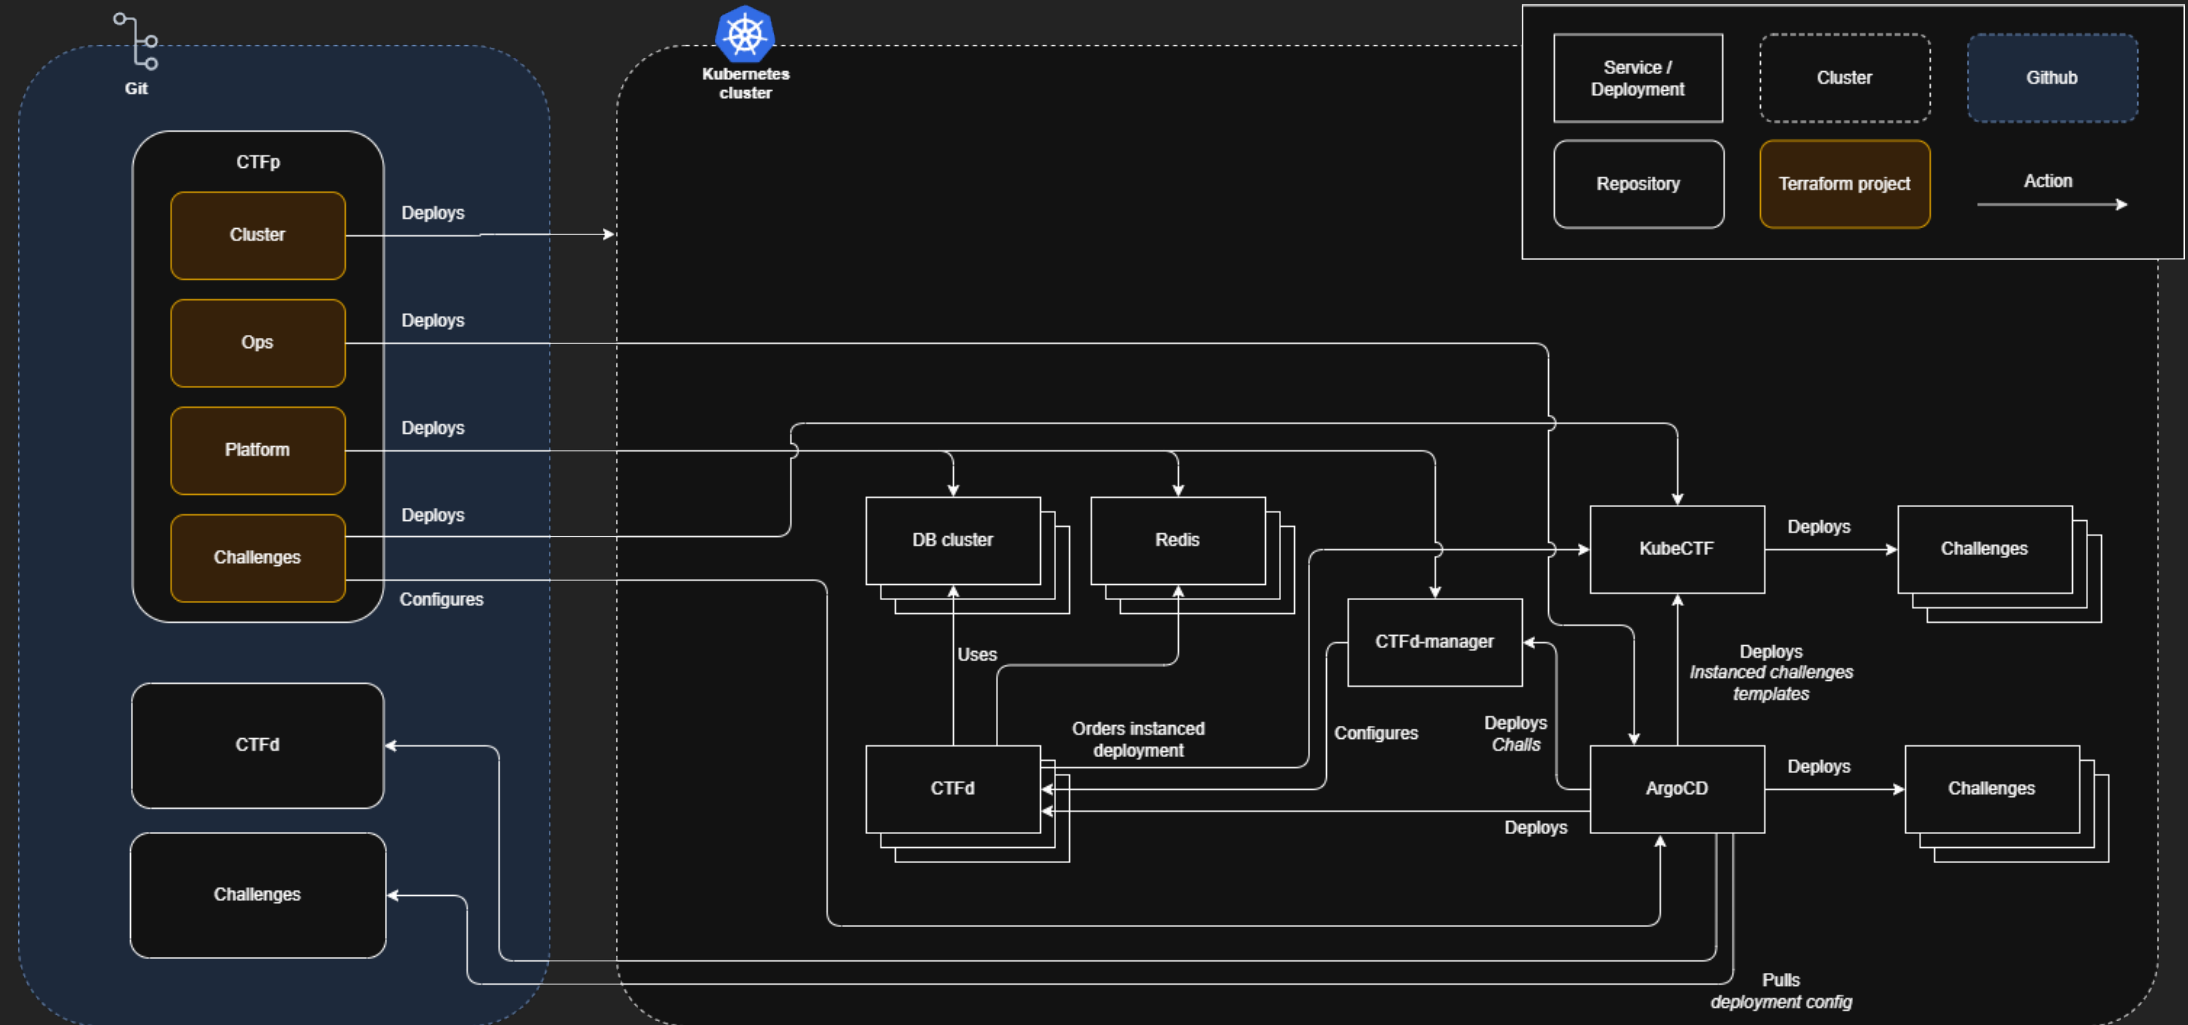 Git
Kubernetes
cluster
Service /
Deployment
Cluster
Github
Repository
Terraform project
Action
CTFp
Cluster
Deploys
Ops
Deploys
Platform
Deploys
Challenges
Deploys
Configures
CTFd
Challenges
DB cluster
Redis
KubeCTF
Deploys
Challenges
CTFd-manager
Uses
Deploys
Instanced challenges
templates
Orders instanced
deployment
Configures
Deploys
Challs
CTFd
ArgoCD
Deploys
Challenges
Deploys
Pulls
deployment config